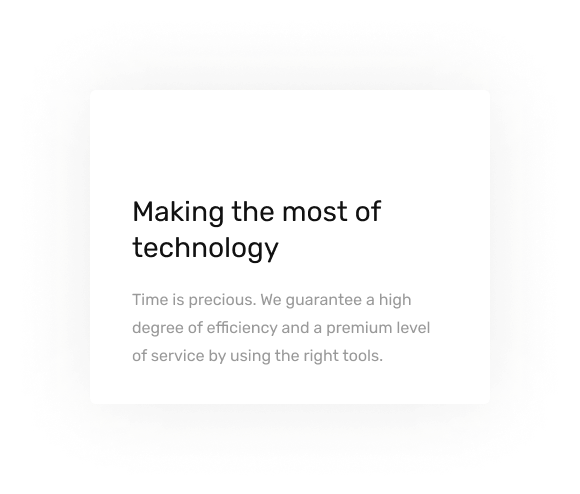 Making the most of
technology
Time is precious. We guarantee a high
degree of efficiency and a premium level
of service by using the right tools.